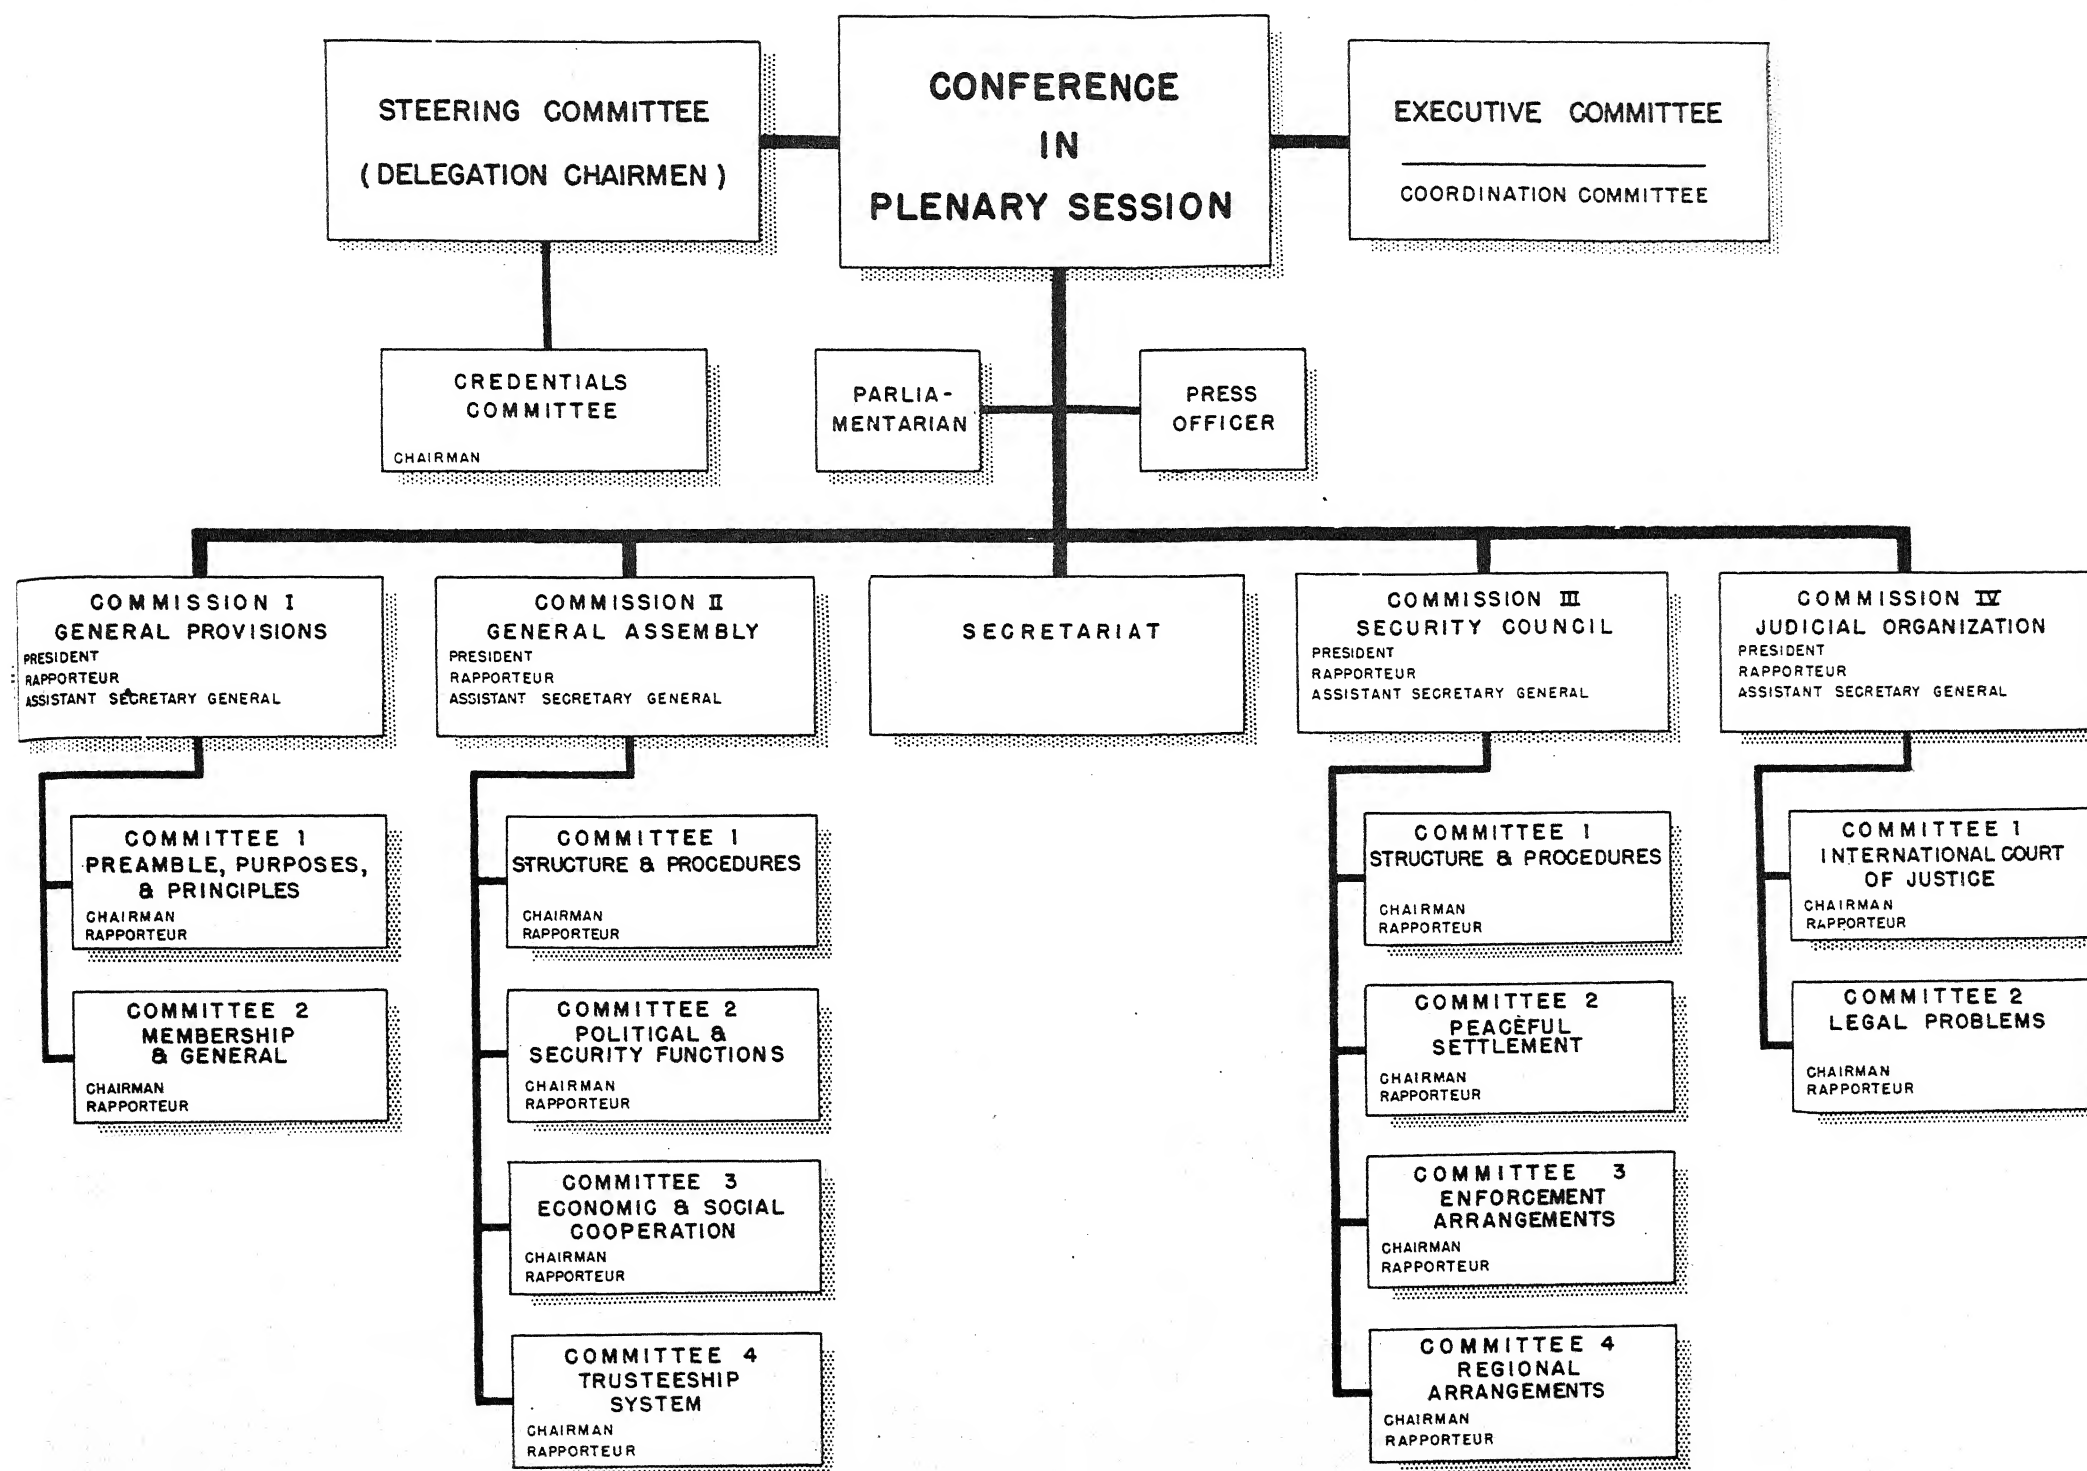 STEERING COMMITTEE
(DELEGATION CHAIRMEN)
CONFERENCE
IN
PLENARY SESSION
EXECUTIVE COMMITTEE
COORDINATION COMMITTEE
CREDENTIALS
COMMITTEE
CHAIRMAN
PARLIA-
MENTARIAN
PRESS
OFFICER
COMMISSION I
GENERAL PROVISIONS
PRESIDENT
RAPPORTEUR
ASSISTANT SECRETARY GENERAL
COMMISSION II
GENERAL ASSEMBLY
PRESIDENT
RAPPORTEUR
ASSISTANT SECRETARY GENERAL
SECRETARIAT
COMMISSION III
SECURITY COUNCIL
PRESIDENT
RAPPORTEUR
ASSISTANT SECRETARY GENERAL
COMMISSION IV
JUDICIAL ORGANIZATION
PRESIDENT
RAPPORTEUR
ASSISTANT SECRETARY GENERAL
COMMITTEE 1
PREAMBLE, PURPOSES,
& PRINCIPLES
CHAIRMAN
RAPPORTEUR
COMMITTEE 2
MEMBERSHIP
& GENERAL
CHAIRMAN
RAPPORTEUR
COMMITTEE 1
STRUCTURE & PROCEDURES
CHAIRMAN
RAPPORTEUR
COMMITTEE 2
POLITICAL &
SECURITY FUNCTIONS
CHAIRMAN
RAPPORTEUR
COMMITTEE 3
ECONOMIC & SOCIAL
COOPERATION
CHAIRMAN
RAPPORTEUR
COMMITTEE 4
TRUSTEESHIP
SYSTEM
CHAIRMAN
RAPPORTEUR
COMMITTEE 1
STRUCTURE & PROCEDURES
CHAIRMAN
RAPPORTEUR
COMMITTEE 2
PEACEFUL
SETTLEMENT
CHAIRMAN
RAPPORTEUR
COMMITTEE 3
ENFORCEMENT
ARRANGEMENTS
CHAIRMAN
RAPPORTEUR
COMMITTEE 4
REGIONAL
ARRANGEMENTS
CHAIRMAN
RAPPORTEUR
COMMITTEE 1
INTERNATIONAL COURT
OF JUSTICE
CHAIRMAN
RAPPORTEUR
COMMITTEE 2
LEGAL PROBLEMS
CHAIRMAN
RAPPORTEUR